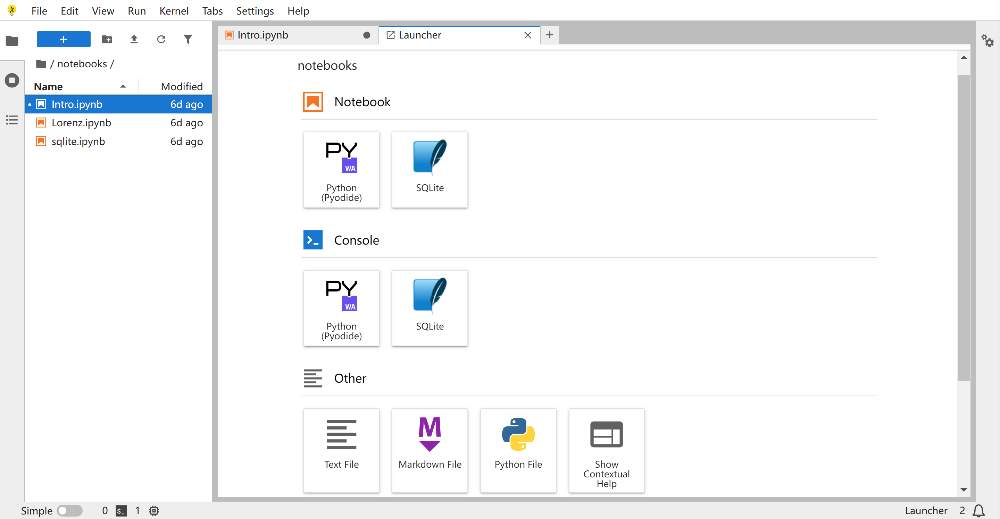 File Edit View Run Kernel Tabs Settings Help
/ notebooks /
Name Modified
Intro.ipynb 6d ago
Lorenz.ipynb 6d ago
sqlite.ipynb 6d ago
Intro.ipynb
Launcher
notebooks
Notebook
PY
WA
Python
(Pyodide)
SQLite
Console
PY
WA
Python
(Pyodide)
SQLite
Other
Text File
M
Markdown File
Python File
Show
Contextual
Help
Simple 0 $_ 1
Launcher 2